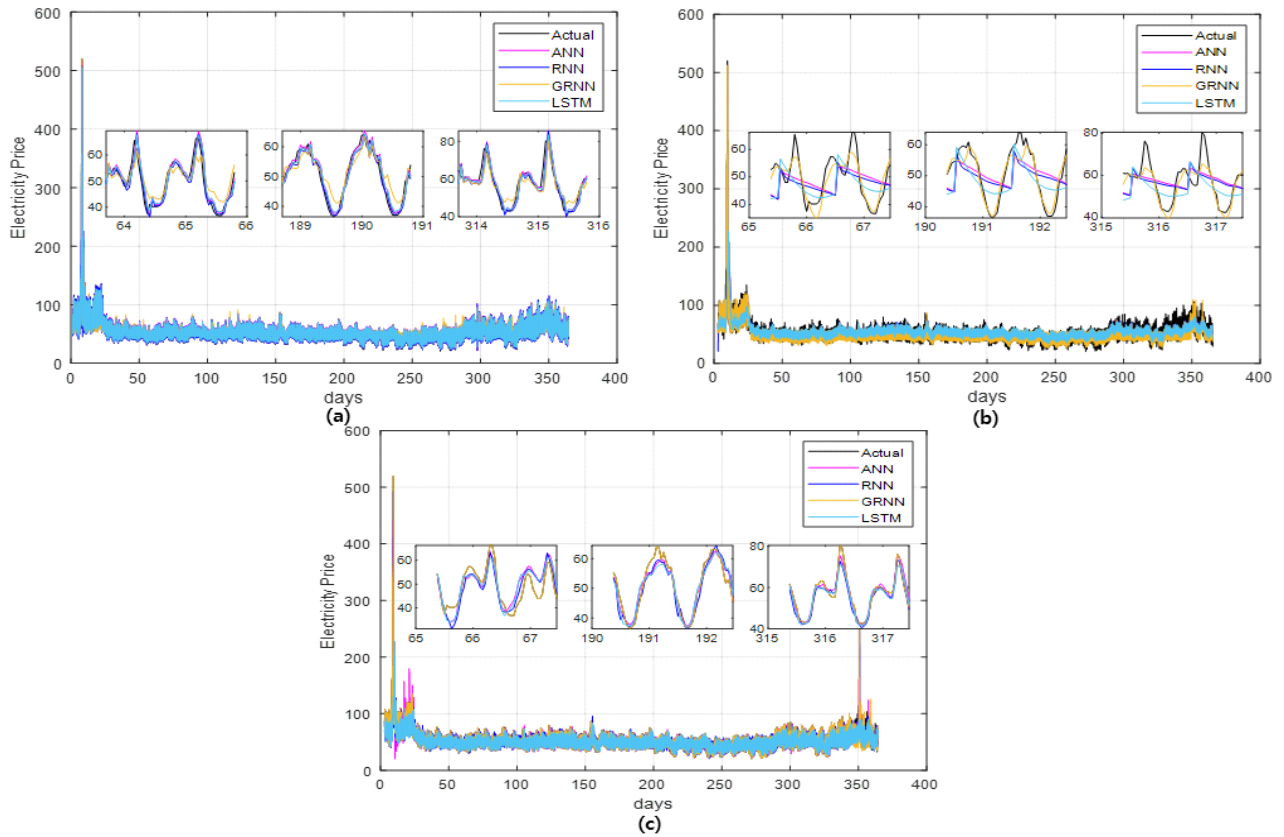 600
500
400
300
200
100
0
Electricity Price
Actual
ANN
RNN
GRNN
LSTM
60
50
40
64 65 66
60
50
40
189 190 191
80
60
40
314 315 316
0 50 100 150 200 250 300 350 400
days
(a)
600
500
400
300
200
100
0
Electricity Price
Actual
ANN
RNN
GRNN
LSTM
60
50
40
65 66 67
60
50
40
190 191 192
80
60
40
315 316 317
0 50 100 150 200 250 300 350 400
days
(b)
600
500
400
300
200
100
0
Electricity Price
Actual
ANN
RNN
GRNN
LSTM
60
50
40
65 66 67
60
50
40
190 191 192
80
60
40
315 316 317
0 50 100 150 200 250 300 350 400
days
(c)